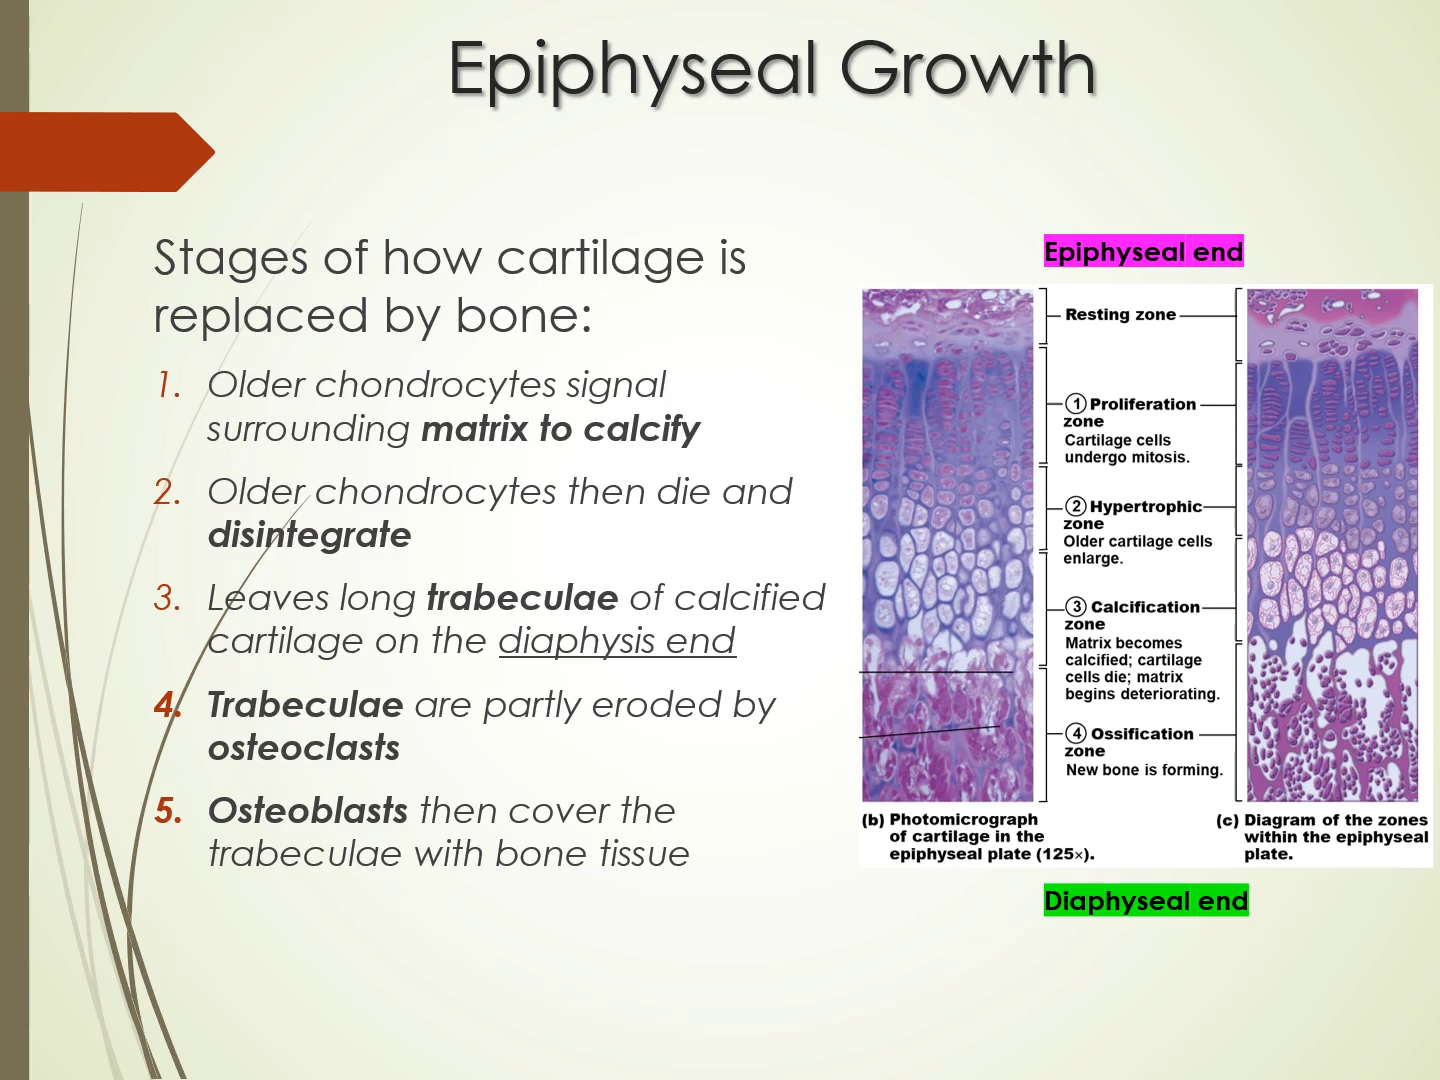 Epiphyseal Growth
Stages of how cartilage is
replaced by bone:
1. Older chondrocytes signal
surrounding matrix to calcify
2. Older chondrocytes then die and
disintegrate
3. Leaves long trabeculae of calcified
cartilage on the diaphysis end
4. Trabeculae are partly eroded by
osteoclasts
5. Osteoblasts then cover the
trabeculae with bone tissue
Epiphyseal end
Resting zone
1 Proliferation
zone
Cartilage cells
undergo mitosis.
2 Hypertrophic
zone
Older cartilage cells
enlarge.
3 Calcification
zone
Matrix becomes
calcified; cartilage
cells die; matrix
begins deteriorating.
4 Ossification
zone
New bone is forming.
(b) Photomicrograph
of cartilage in the
epiphyseal plate (125×).
(c) Diagram of the zones
within the epiphyseal
plate.
Diaphyseal end